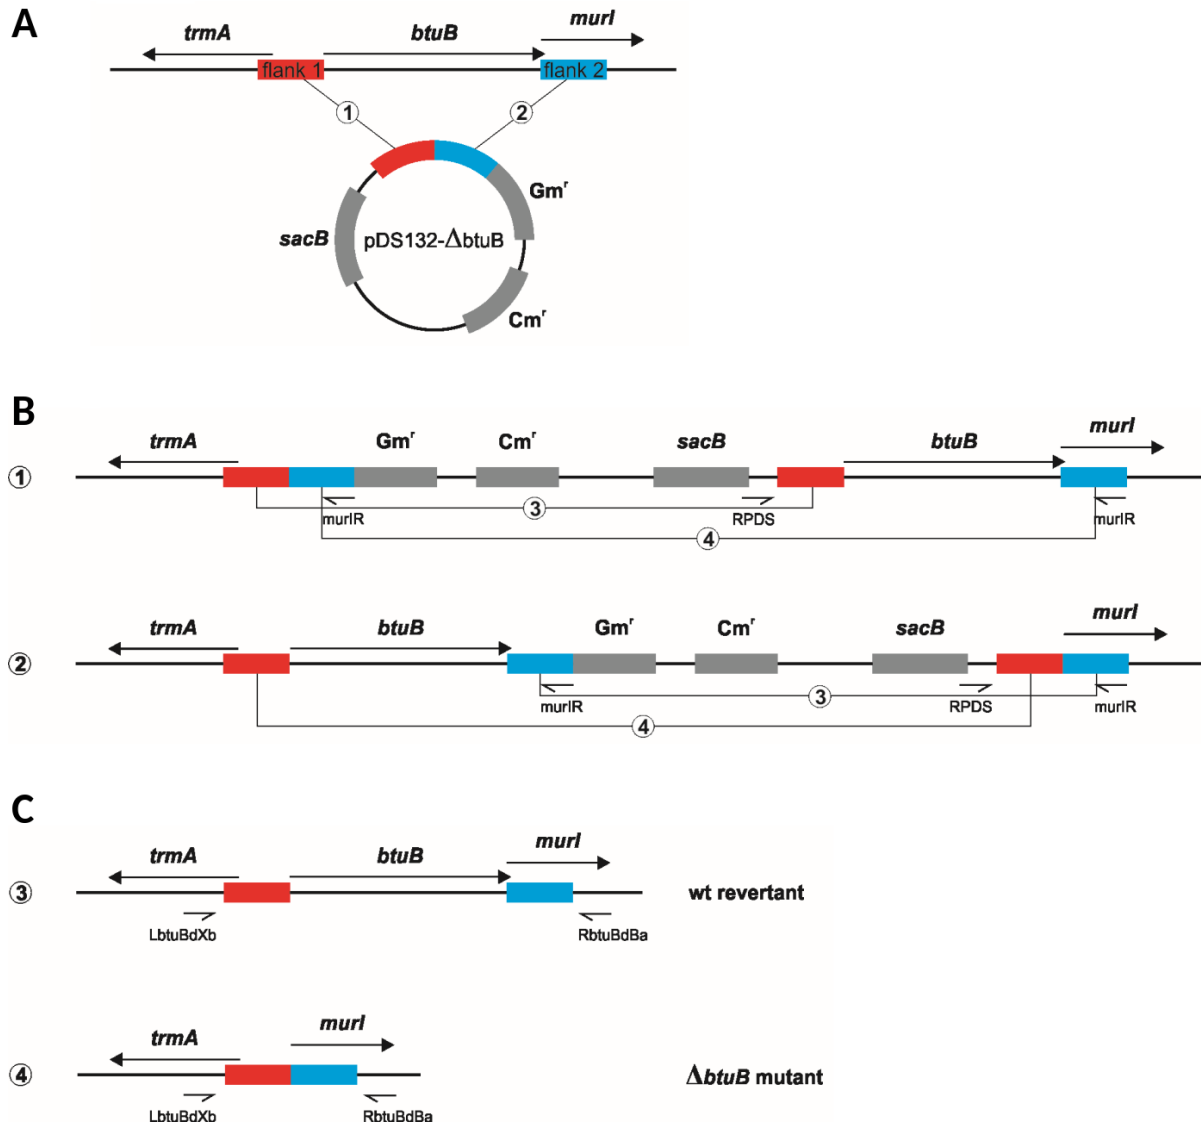 A
trmA
btuB
murI
flank 1
flank 2
1
2
Gmʳ
sacB
pDS132-ΔbtuB
Cmʳ
B
trmA
Gmʳ
Cmʳ
sacB
btuB
murI
1
murIR
3
RPDS
murIR
4
trmA
btuB
Gmʳ
Cmʳ
sacB
murI
2
murIR
3
RPDS
murIR
4
C
trmA
btuB
murI
3
wt revertant
LbtuBdXb
RbtuBdBa
trmA
murI
4
ΔbtuB mutant
LbtuBdXb
RbtuBdBa